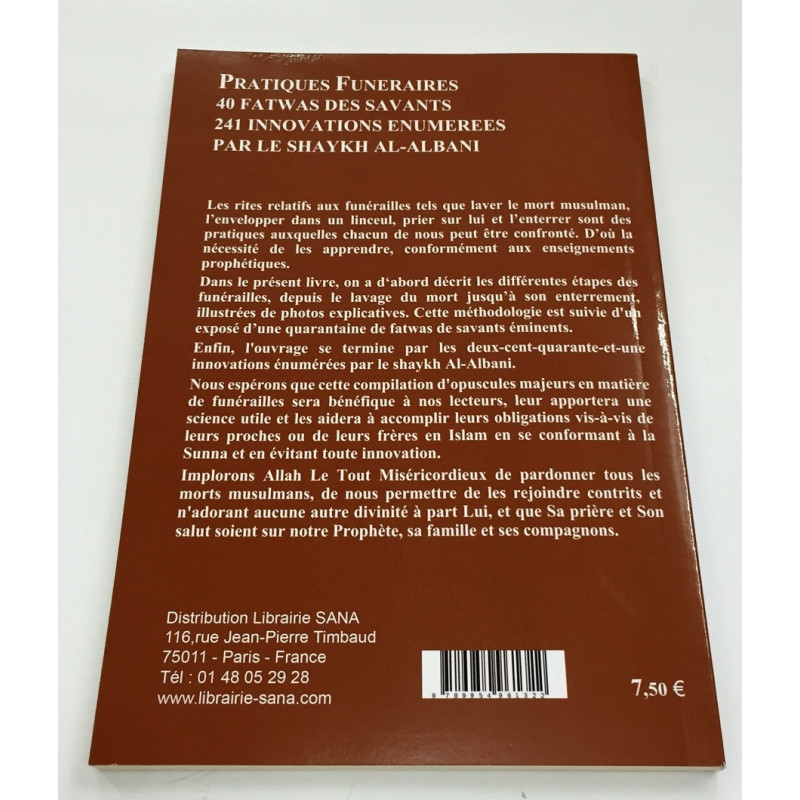 PRATIQUES FUNERAIRES
40 FATWAS DES SAVANTS
241 INNOVATIONS ENUMEREES
PAR LE SHAYKH AL-ALBANI
Les rites relatifs aux funérailles tels que laver le mort musulman,
l'envelopper dans un linceul, prier sur lui et l'enterrer sont des
pratiques auxquelles chacun de nous peut être confronté. D'où la
nécessité de les apprendre, conformément aux enseignements
prophétiques.
Dans le présent livre, on a d'abord décrit les différentes étapes des
funérailles, depuis le lavage du mort jusqu'à son enterrement,
illustrées de photos explicatives. Cette méthodologie est suivie d'un
exposé d'une quarantaine de fatwas de savants éminents.
Enfin, l'ouvrage se termine par les deux-cent-quarante-et-une
innovations énumérées par le shaykh Al-Albani.
Nous espérons que cette compilation d'opuscules majeurs en matière
de funérailles sera bénéfique à nos lecteurs, leur apportera une
science utile et les aidera à accomplir leurs obligations vis-à-vis de
leurs proches ou de leurs frères en Islam en se conformant à la
Sunna et en évitant toute innovation.
Implorons Allah Le Tout Miséricordieux de pardonner tous les
morts musulmans, de nous permettre de les rejoindre contrits et
n'adorant aucune autre divinité à part Lui, et que Sa prière et Son
salut soient sur notre Prophète, sa famille et ses compagnons.
Distribution Librairie SANA
116,rue Jean-Pierre Timbaud
75011 - Paris - France
Tél : 01 48 05 29 28
www.librairie-sana.com
9 789954 981322
7,50 €